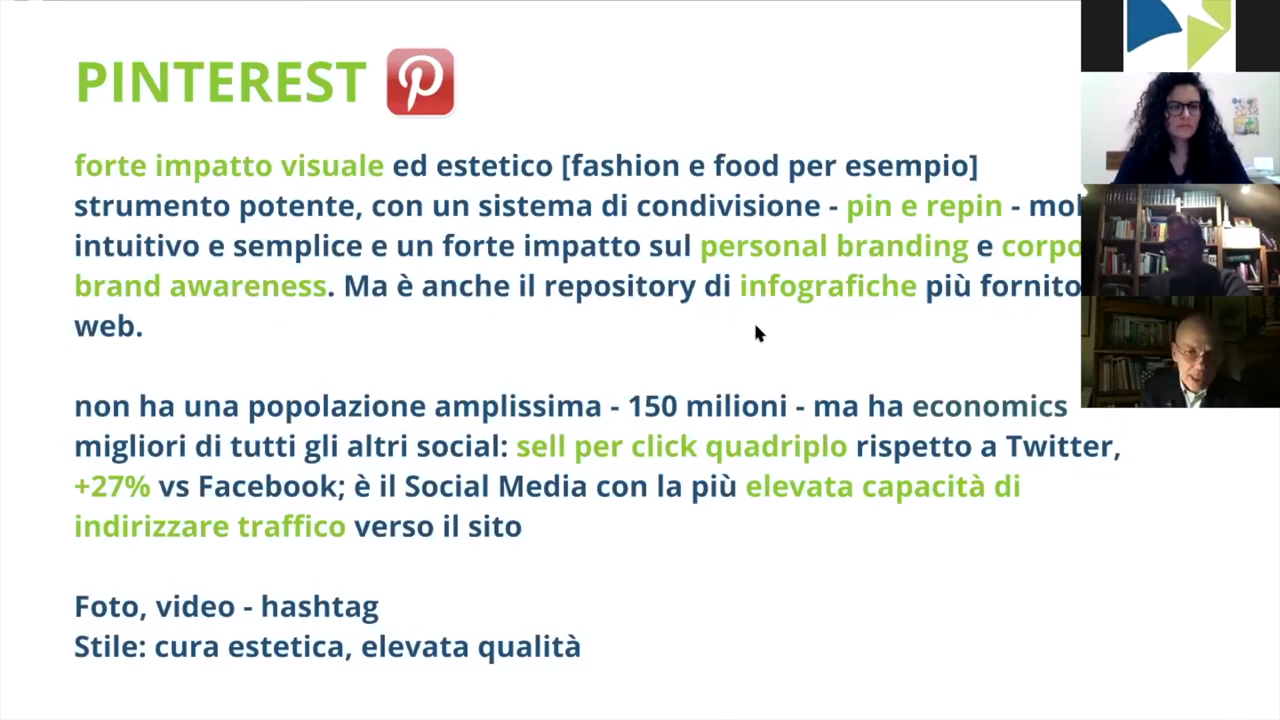 PINTEREST
forte impatto visuale ed estetico [fashion e food per esempio]
strumento potente, con un sistema di condivisione - pin e repin -
intuitivo e semplice e un forte impatto sul personal branding e
brand awareness. Ma è anche il repository di infografiche più fornito
web.
non ha una popolazione amplissima - 150 milioni - ma ha economics
migliori di tutti gli altri social: sell per click quadriplo rispetto a Twitter,
+27% vs Facebook; è il Social Media con la più elevata capacità di
indirizzare traffico verso il sito
Foto, video - hashtag
Stile: cura estetica, elevata qualità